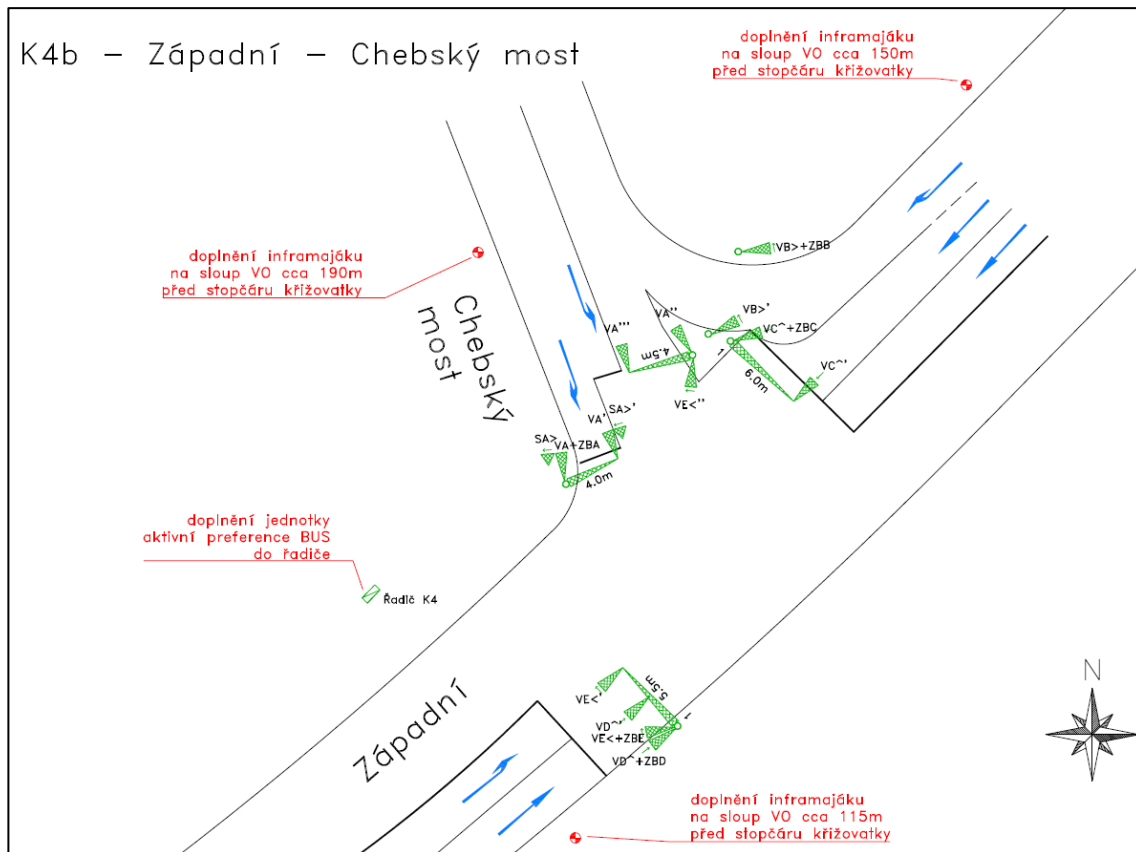 K4b – Západní – Chebský most
doplnění inframajáku
na sloup VO cca 150m
před stopčáru křižovatky
doplnění inframajáku
na sloup VO cca 190m
před stopčáru křižovatky
Chebský
most
VB>+ZBB
VB>'
VC^+ZBC
VC^'
VA'''
VA''
4.5m
1
6.0m
VE<''
SA>'
VA'
SA>
VA+ZBA
4.0m
doplnění jednotky
aktivní preference BUS
do řadiče
Řadič K4
N
Západní
VE<'
5.5m
1
VD^'
VE<+ZBE
VD^+ZBD
doplnění inframajáku
na sloup VO cca 115m
před stopčáru křižovatky